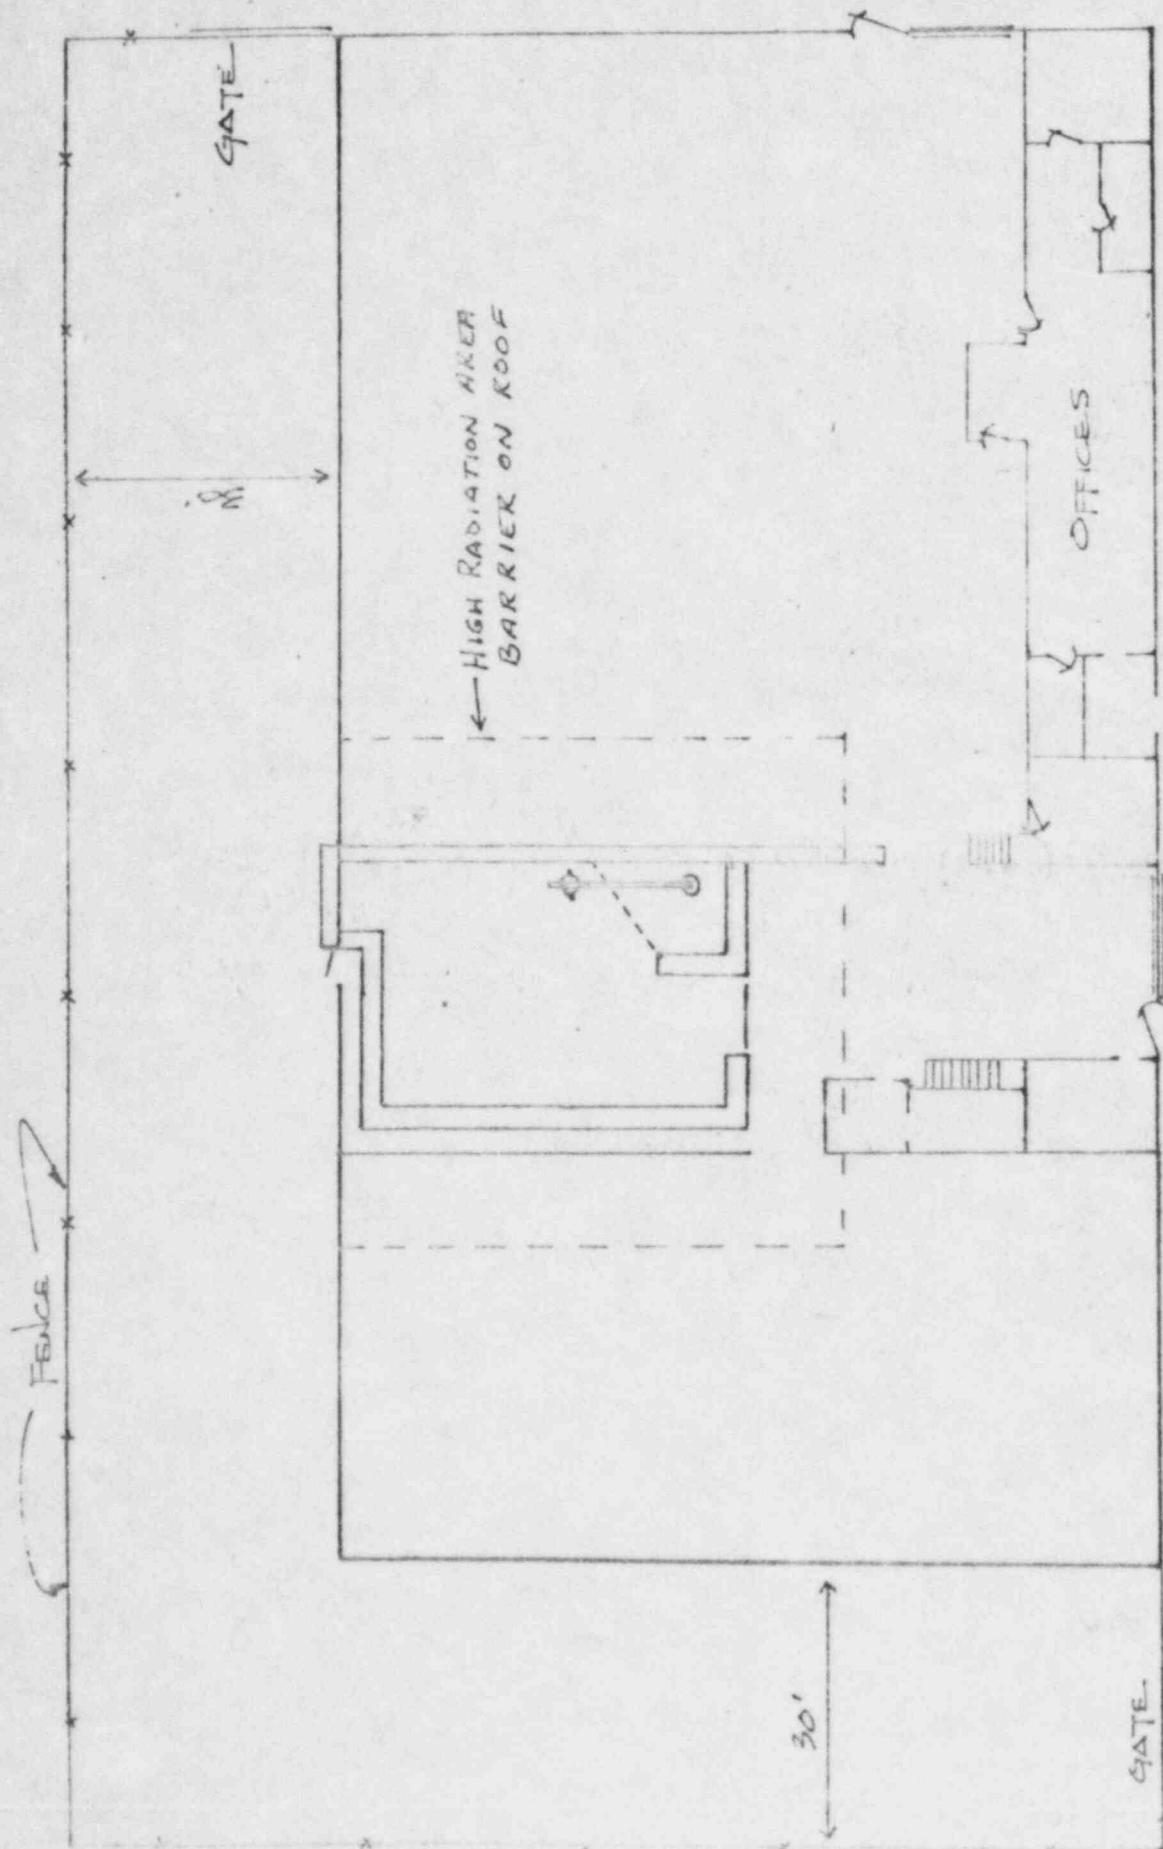 FENCE
GATE
HIGH RADIATION AREA
BARRIER ON ROOF
OFFICES
30'
GATE